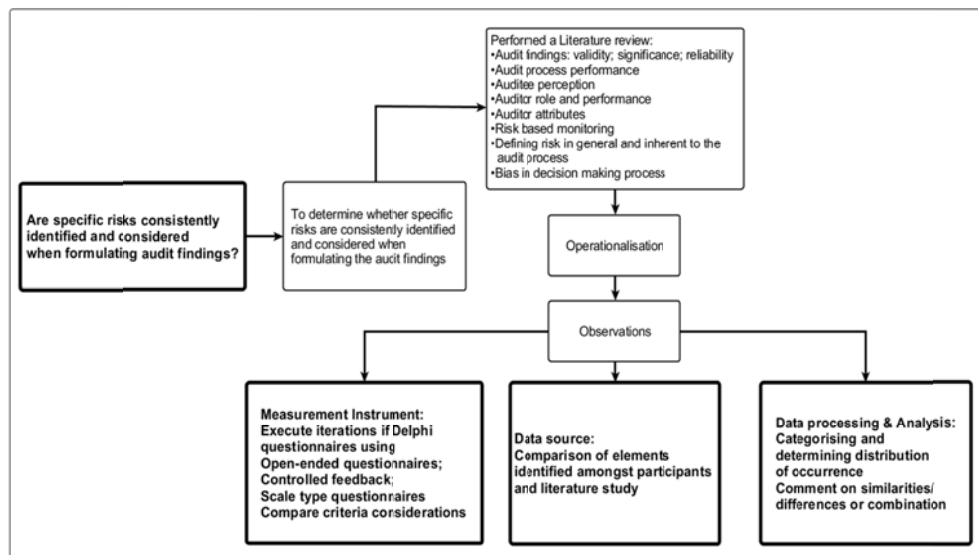 Performed a Literature review:
•Audit findings: validity; significance; reliability
•Audit process performance
•Auditee perception
•Auditor role and performance
•Auditor attributes
•Risk based monitoring
•Defining risk in general and inherent to the
audit process
•Bias in decision making process
Are specific risks consistently
identified and considered
when formulating audit findings?
To determine whether specific
risks are consistently identified
and considered when
formulating the audit findings
Operationalisation
Observations
Measurement Instrument:
Execute iterations if Delphi
questionnaires using
Open-ended questionnaires;
Controlled feedback;
Scale type questionnaires
Compare criteria considerations
Data source:
Comparison of elements
identified amongst participants
and literature study
Data processing & Analysis:
Categorising and
determining distribution
of occurrence
Comment on similarities/
differences or combination